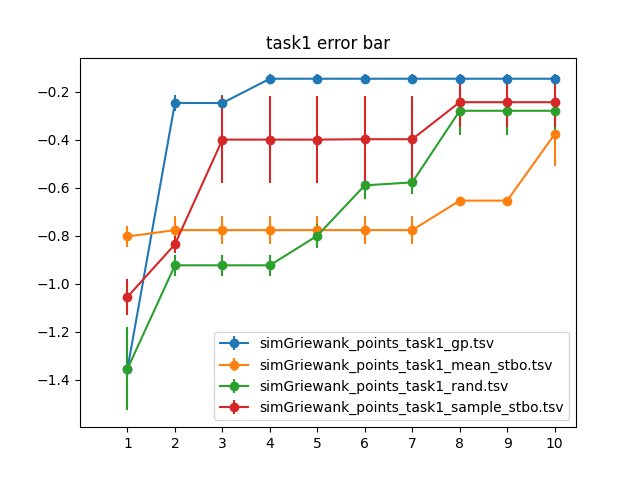 task1 error bar
−0.2
−0.4
−0.6
−0.8
−1.0
−1.2
−1.4
simGriewank_points_task1_gp.tsv
simGriewank_points_task1_mean_stbo.tsv
simGriewank_points_task1_rand.tsv
simGriewank_points_task1_sample_stbo.tsv
1 2 3 4 5 6 7 8 9 10